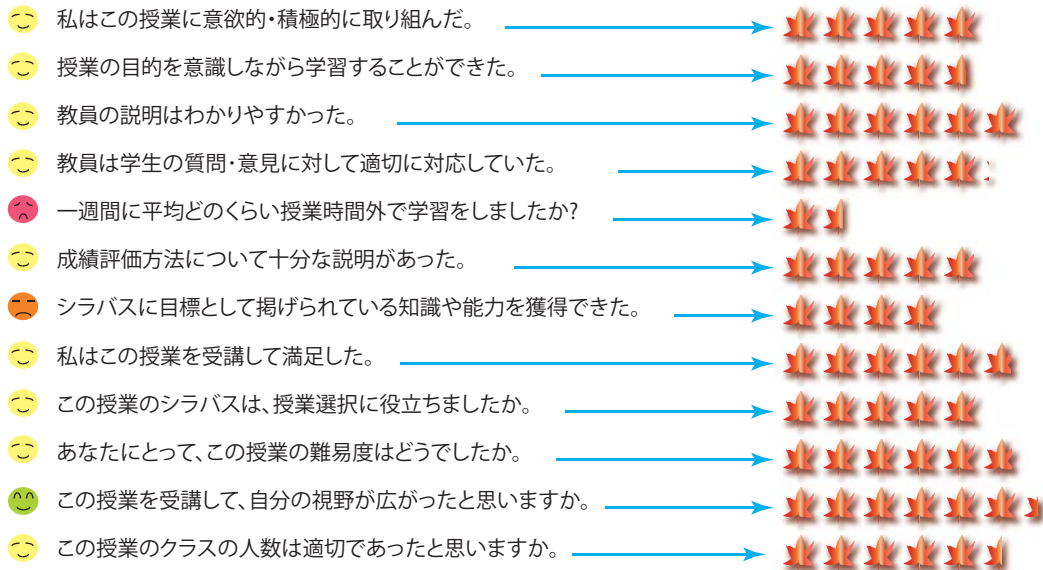 私はこの授業に意欲的・積極的に取り組んだ。
授業の目的を意識しながら学習することができた。
教員の説明はわかりやすかった。
教員は学生の質問・意見に対して適切に対応していた。
一週間に平均どのくらい授業時間外で学習をしましたか?
成績評価方法について十分な説明があった。
シラバスに目標として掲げられている知識や能力を獲得できた。
私はこの授業を受講して満足した。
この授業のシラバスは、授業選択に役立ちましたか。
あなたにとって、この授業の難易度はどうでしたか。
この授業を受講して、自分の視野が広がったと思いますか。
この授業のクラスの人数は適切であったと思いますか。